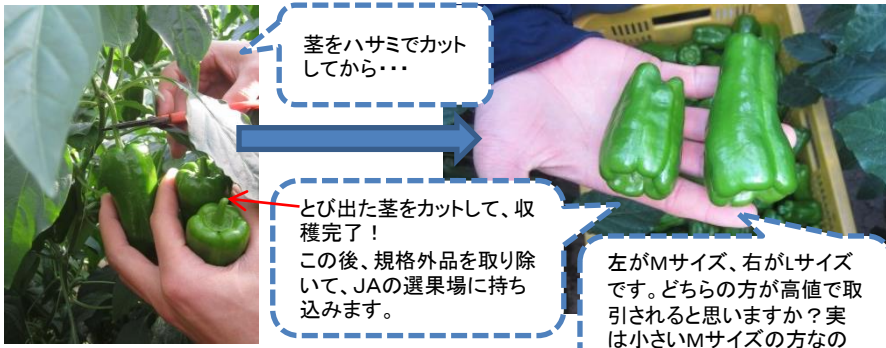 茎をハサミでカット
してから・・・
とび出た茎をカットして、収
穫完了！
この後、規格外品を取り除
いて、JAの選果場に持ち
込みます。
左がMサイズ、右がLサイズ
です。どちらの方が高値で取
引されると思いますか？実
は小さいMサイズの方なの